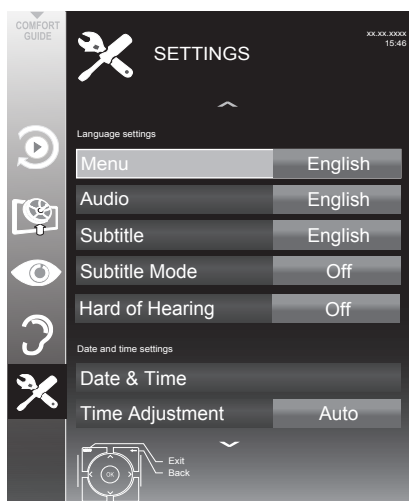 COMFORT
GUIDE
SETTINGS
xx.xx.xxxx
15:46
Language settings
Menu English
Audio English
Subtitle English
Subtitle Mode Off
Hard of Hearing Off
Date and time settings
Date & Time
Time Adjustment Auto
Exit
OK Back